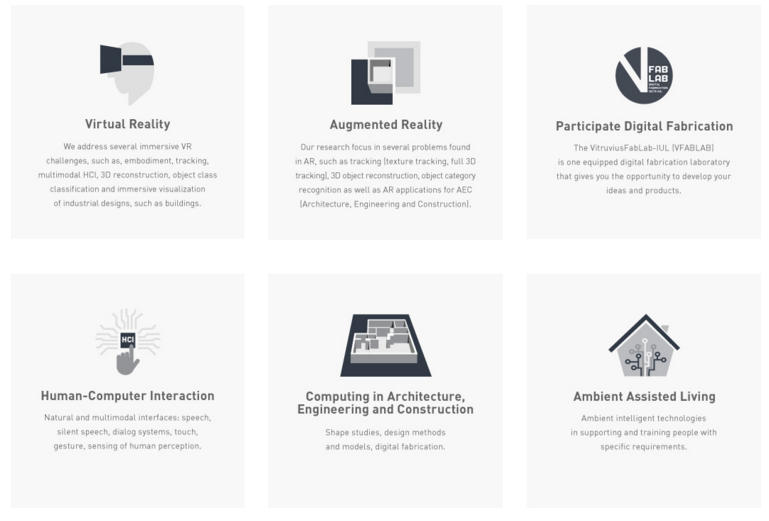 Virtual Reality
We address several immersive VR
challenges, such as, embodiment, tracking,
multimodal HCI, 3D reconstruction, object class
classification and immersive visualization
of industrial designs, such as buildings.
Augmented Reality
Our research focus in several problems found
in AR, such as tracking (texture tracking, full 3D
tracking), 3D object reconstruction, object category
recognition as well as AR applications for AEC
(Architecture, Engineering and Construction).
FAB
LAB
Participate Digital Fabrication
The VitruviusFabLab-IUL (VFABLAB)
is one equipped digital fabrication laboratory
that gives you the opportunity to develop your
ideas and products.
HCI
Human-Computer Interaction
Natural and multimodal interfaces: speech,
silent speech, dialog systems, touch,
gesture, sensing of human perception.
Computing in Architecture,
Engineering and Construction
Shape studies, design methods
and models, digital fabrication.
Ambient Assisted Living
Ambient intelligent technologies
in supporting and training people with
specific requirements.